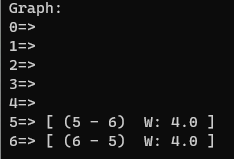 Graph:
0=>
1=>
2=>
3=>
4=>
5=> [ (5 - 6)  W: 4.0 ]
6=> [ (6 - 5)  W: 4.0 ]